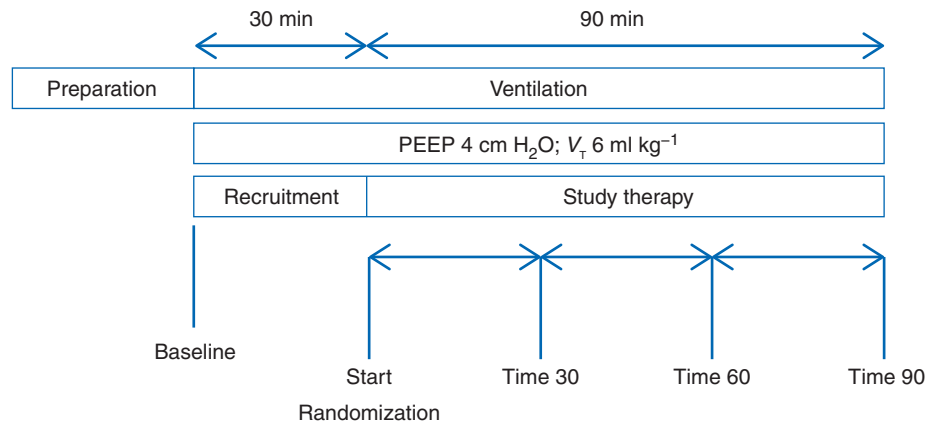 30 min 90 min
Preparation Ventilation
PEEP 4 cm H₂O; V_T 6 ml kg⁻¹
Recruitment Study therapy
Baseline
Start Time 30 Time 60 Time 90
Randomization